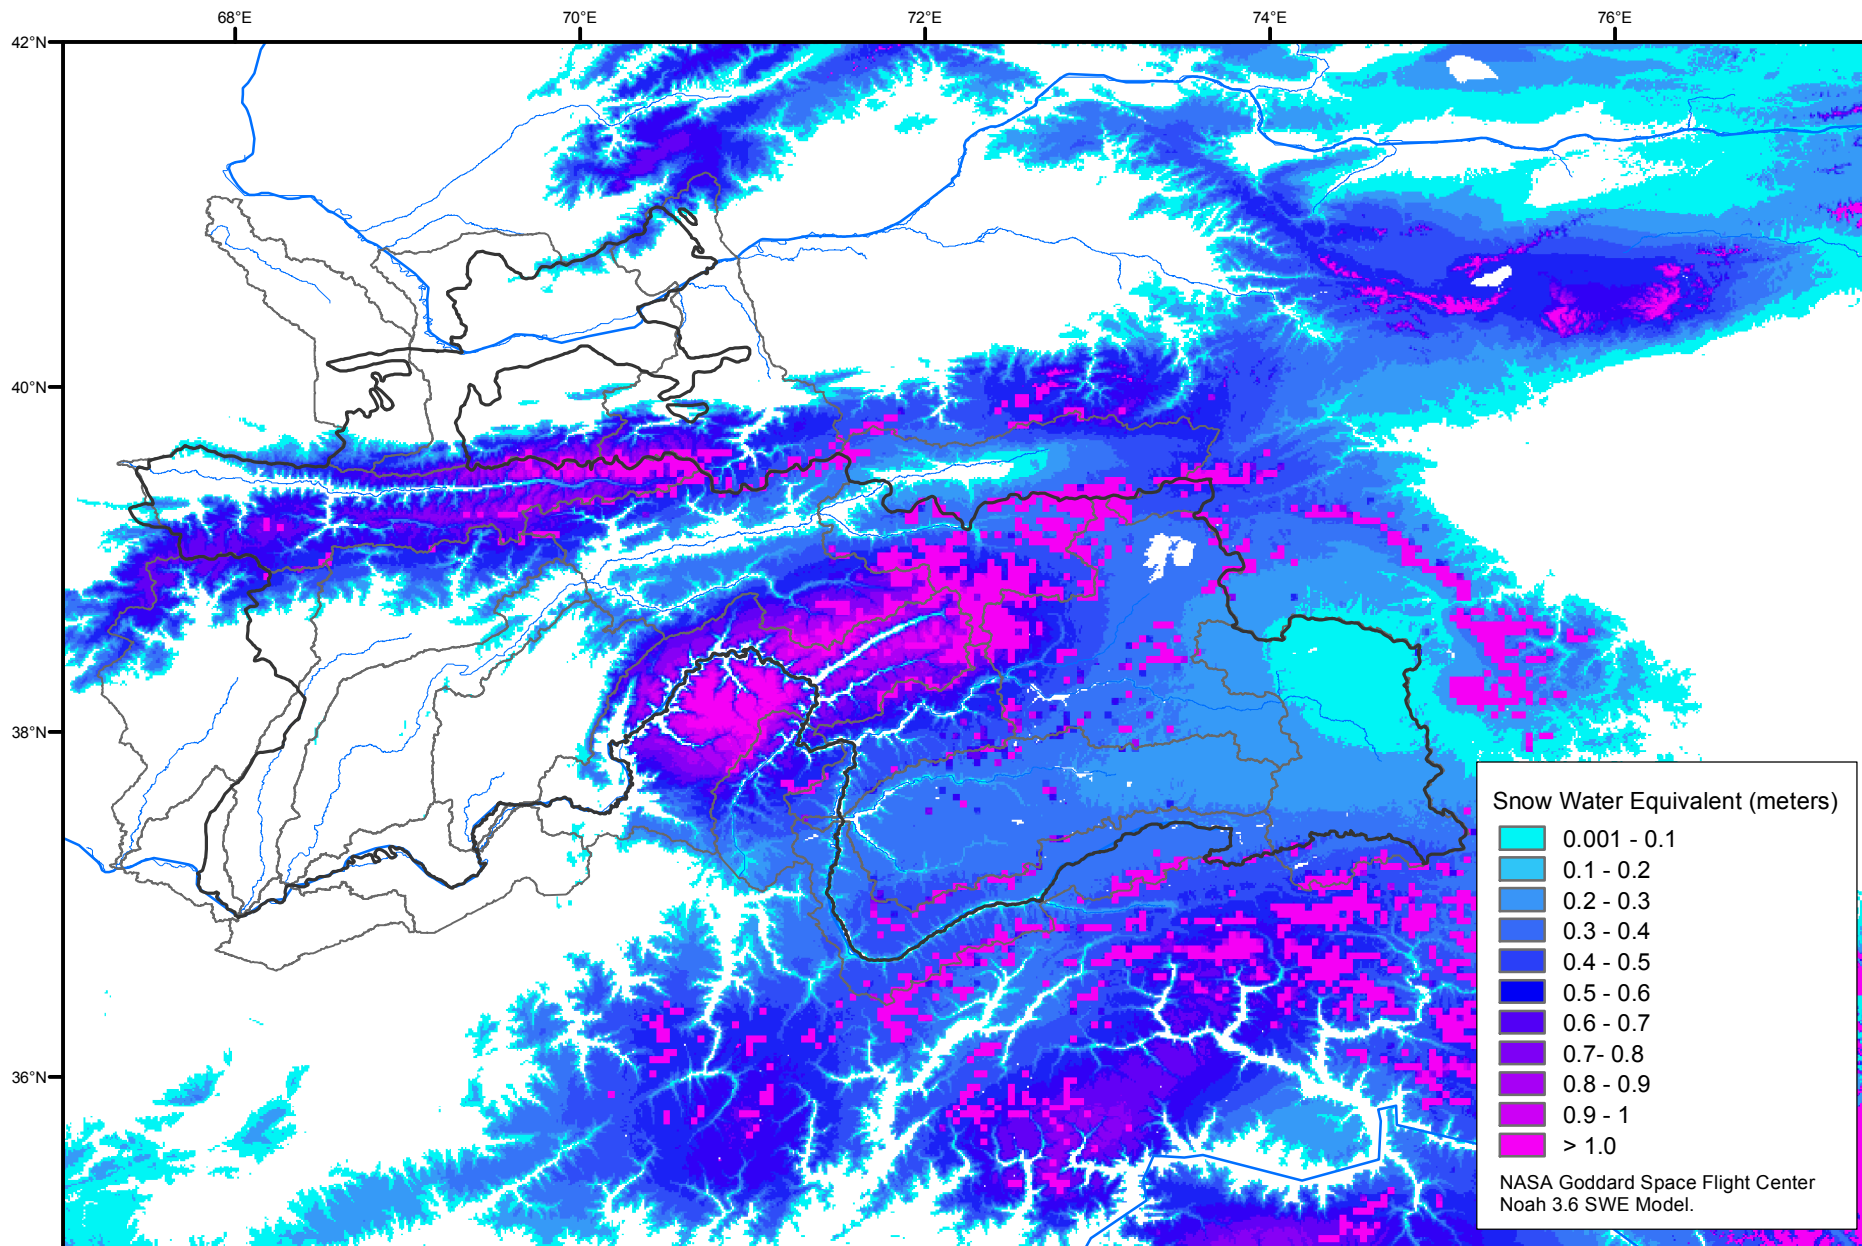 68°E 70°E 72°E 74°E 76°E
42°N
40°N
38°N
36°N
Snow Water Equivalent (meters)
0.001 - 0.1
0.1 - 0.2
0.2 - 0.3
0.3 - 0.4
0.4 - 0.5
0.5 - 0.6
0.6 - 0.7
0.7- 0.8
0.8 - 0.9
0.9 - 1
> 1.0
NASA Goddard Space Flight Center
Noah 3.6 SWE Model.